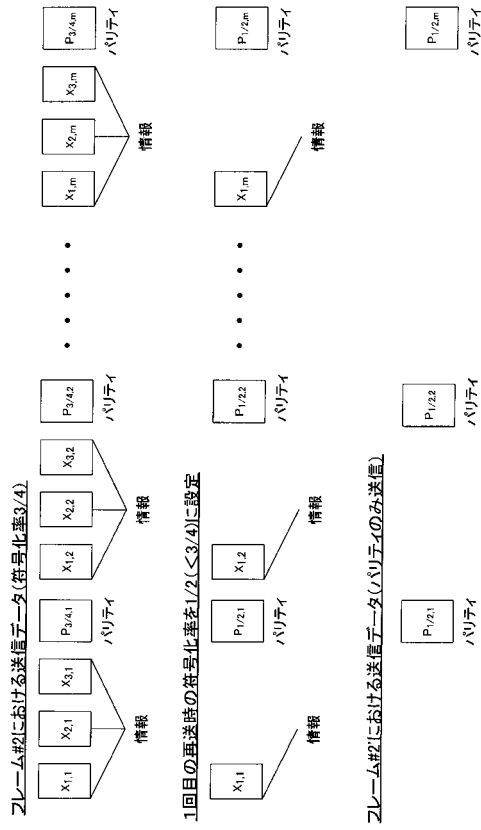 フレーム#2における送信データ(符号化率3/4)
X1,1 X2,1 X3,1 P3/4,1 X1,2 X2,2 X3,2 P3/4,2 ・・・・・ X1,m X2,m X3,m P3/4,m
情報 パリティ 情報 パリティ 情報 パリティ
1回目の再送時の符号化率を1/2(<3/4)に設定
X1,1 P1/2,1 X1,2 P1/2,2 ・・・・・ X1,m P1/2,m
情報 パリティ 情報 パリティ 情報 パリティ
フレーム#2'における送信データ(パリティのみ送信)
P1/2,1 P1/2,2 P1/2,m
パリティ パリティ パリティ